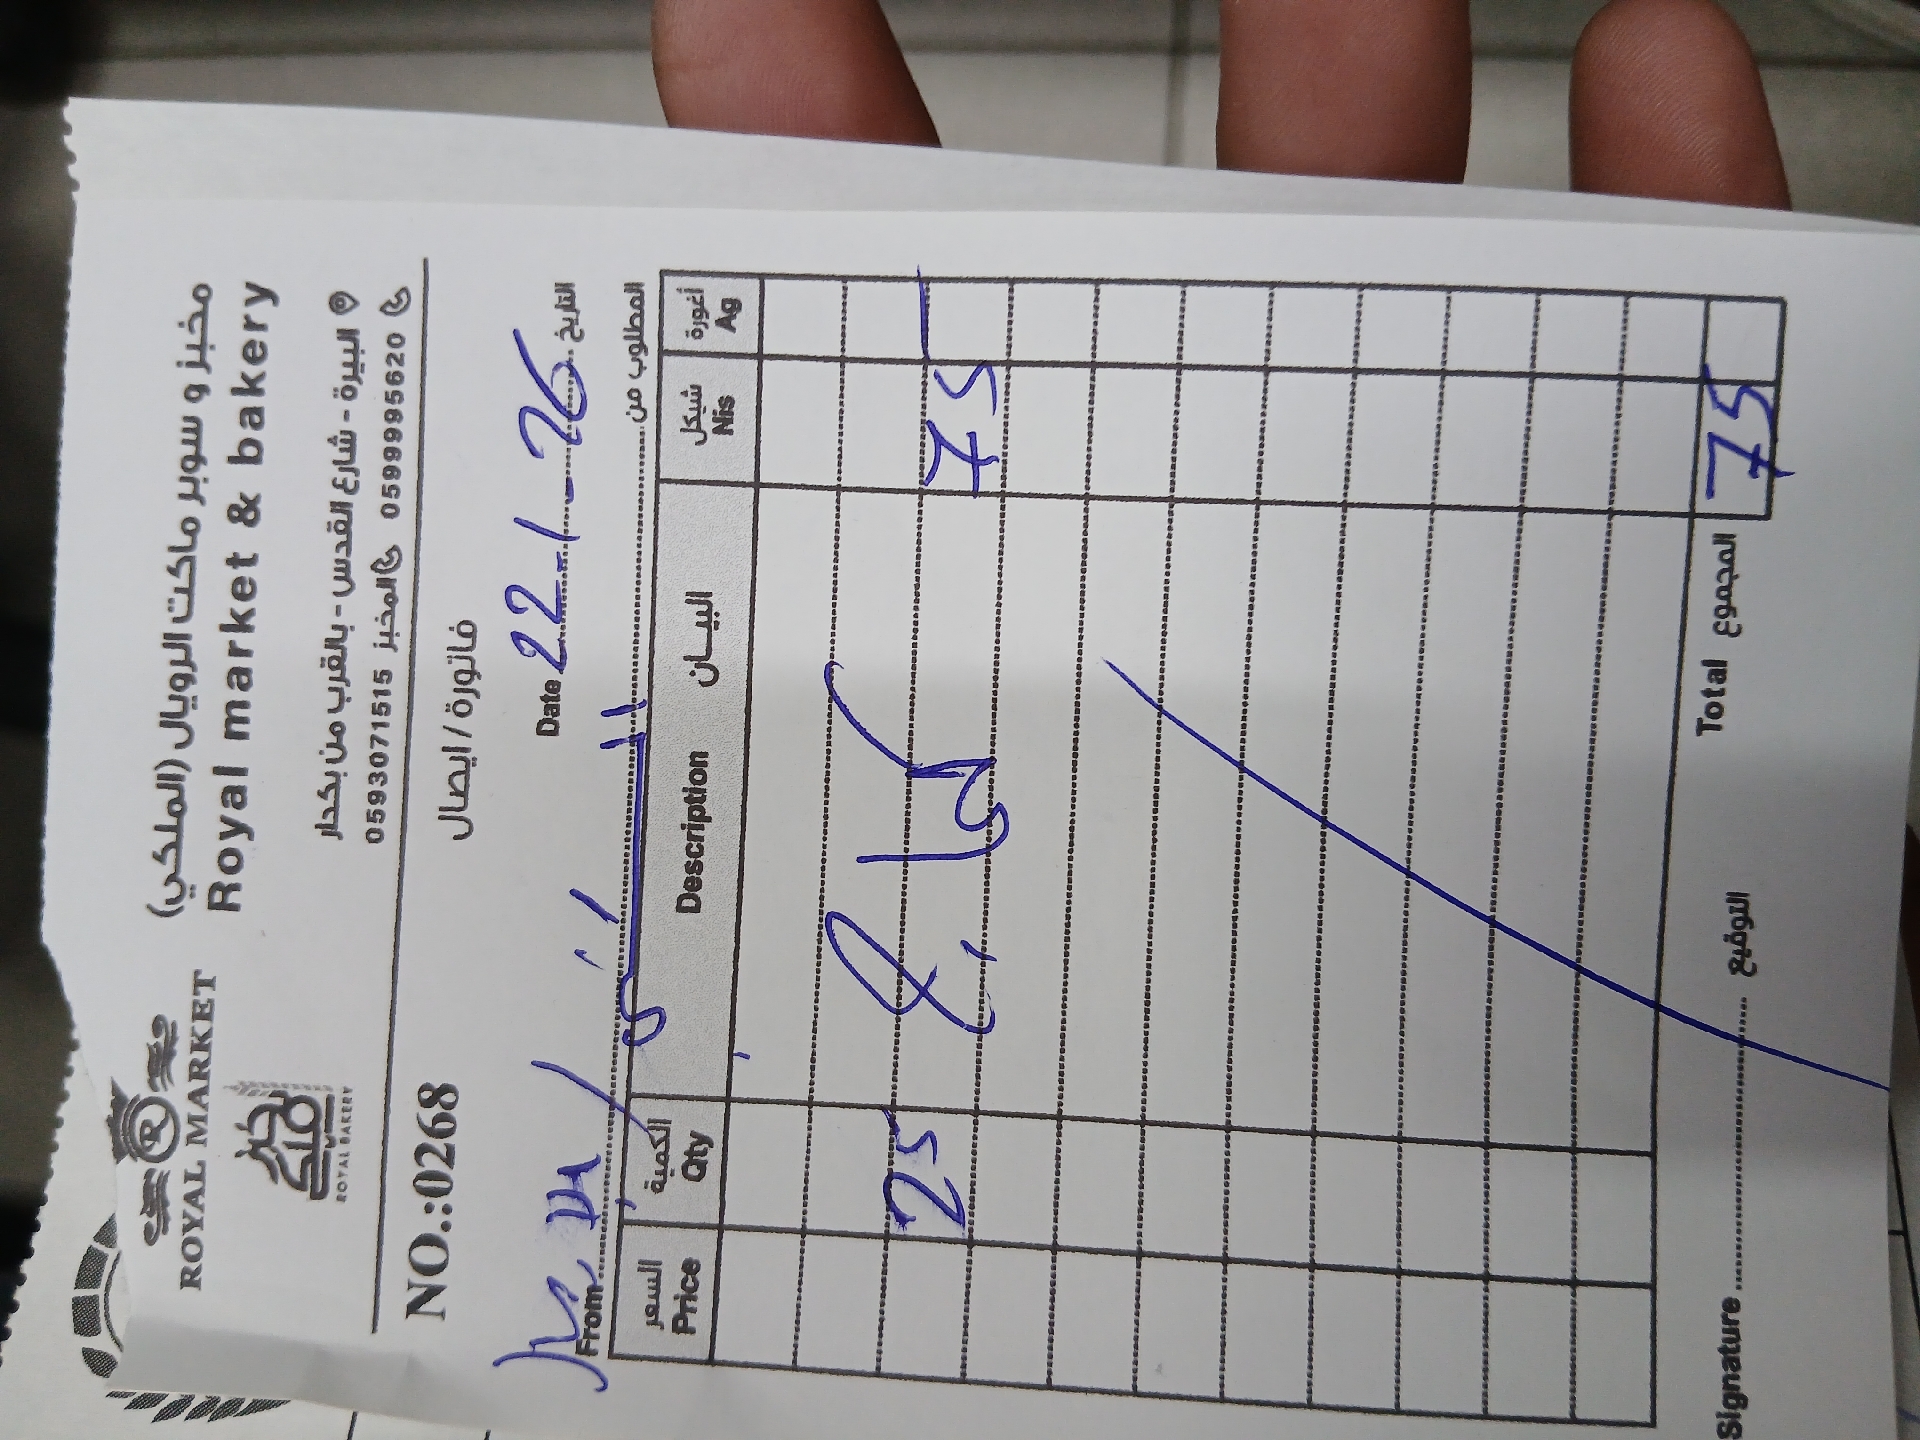 مخبز و سوبر ماركت الرويال (الملكي)
Royal market & bakery
ROYAL MARKET
ROYAL BAKERY
البيرة - شارع القدس - بالقرب من بكدار
0599995620 المخبز 0593071515
NO.:0268
فاتورة / ايصال
Date 22-1-26 التاريخ
From المطلوب من
السعر الكمية البيـــان شيكل أغورة
Price Qty Description Nis Ag
25 75
Total المجموع 75
Signature التوقيع